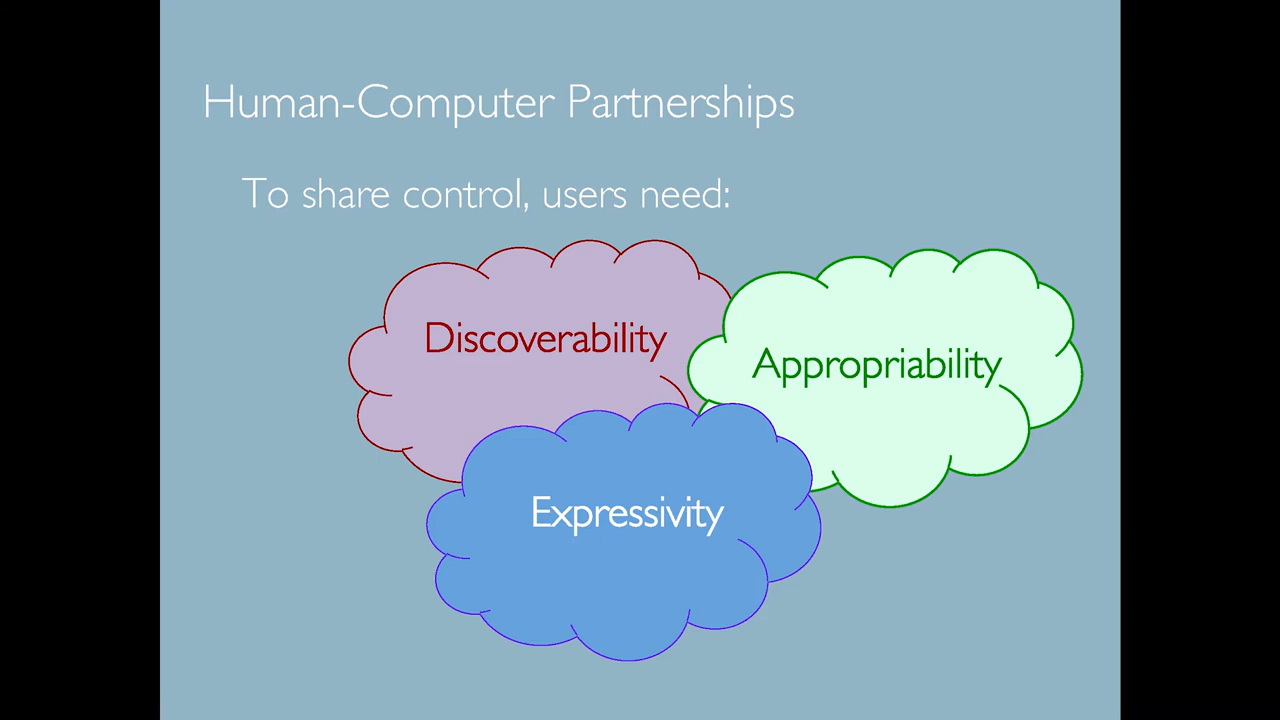 Human-Computer Partnerships
To share control, users need:
Discoverability
Appropriability
Expressivity